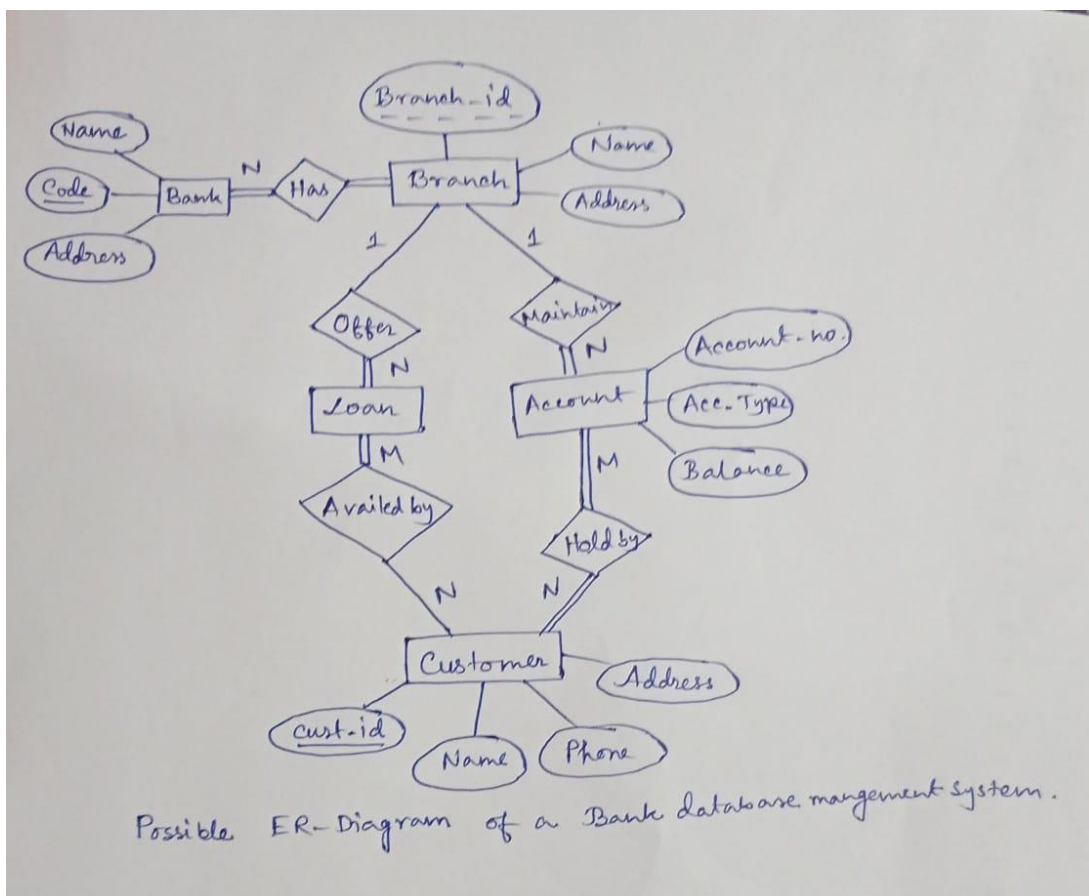 Branch-id
Name
Name
Code
Bank
N
Has
Branch
Address
Address
1
1
Offer
Maintain
N
N
Account-no.
Loan
Account
Acc-Type
M
M
Balance
Availed by
Hold by
N
N
Customer
Address
Cust-id
Name
Phone
Possible ER-Diagram of a Bank database mangement system.